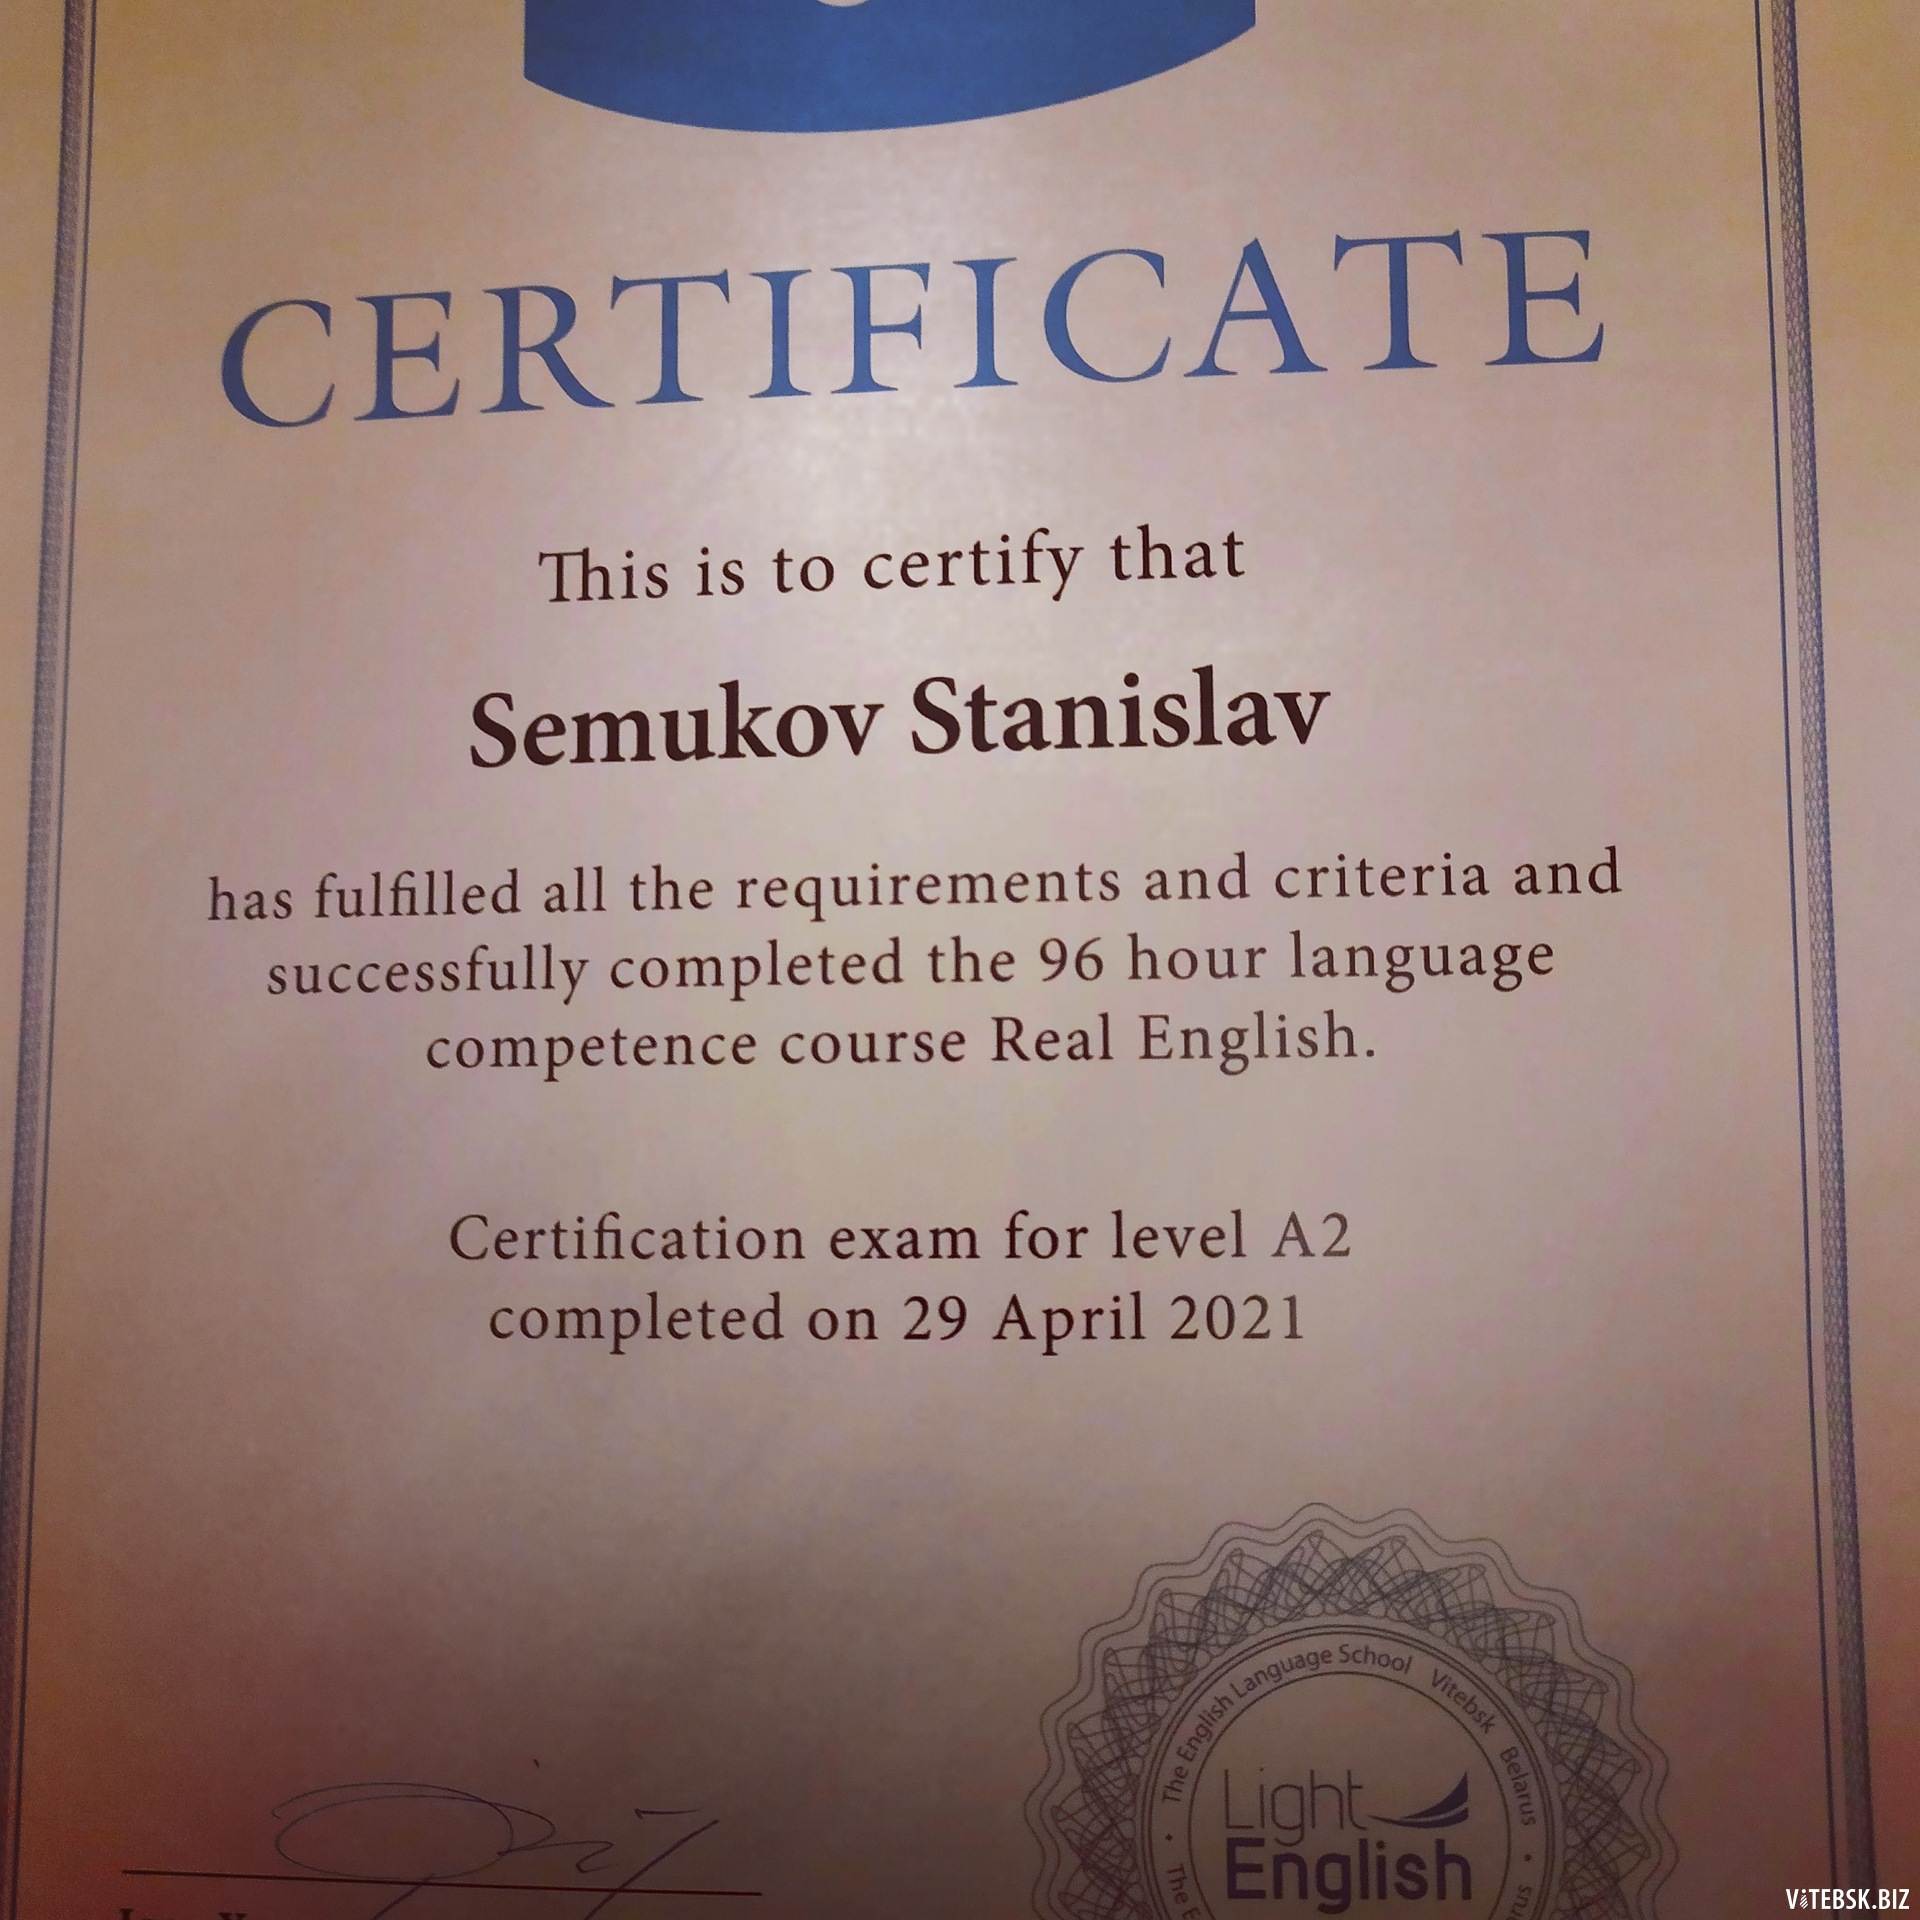 CERTIFICATE
This is to certify that
Semukov Stanislav
has fulfilled all the requirements and criteria and
successfully completed the 96 hour language
competence course Real English.
Certification exam for level A2
completed on 29 April 2021
The English Language School Vitebsk Belarus
Light
English
The
ViTEBSK.BIZ